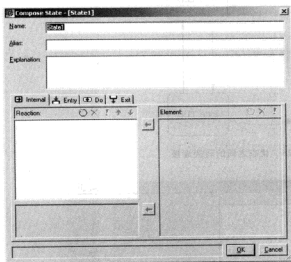 Compose State - [State1]
Name: State1
Alias:
Explanation:
Internal Entry Do Exit
Reaction: Element:
OK Cancel